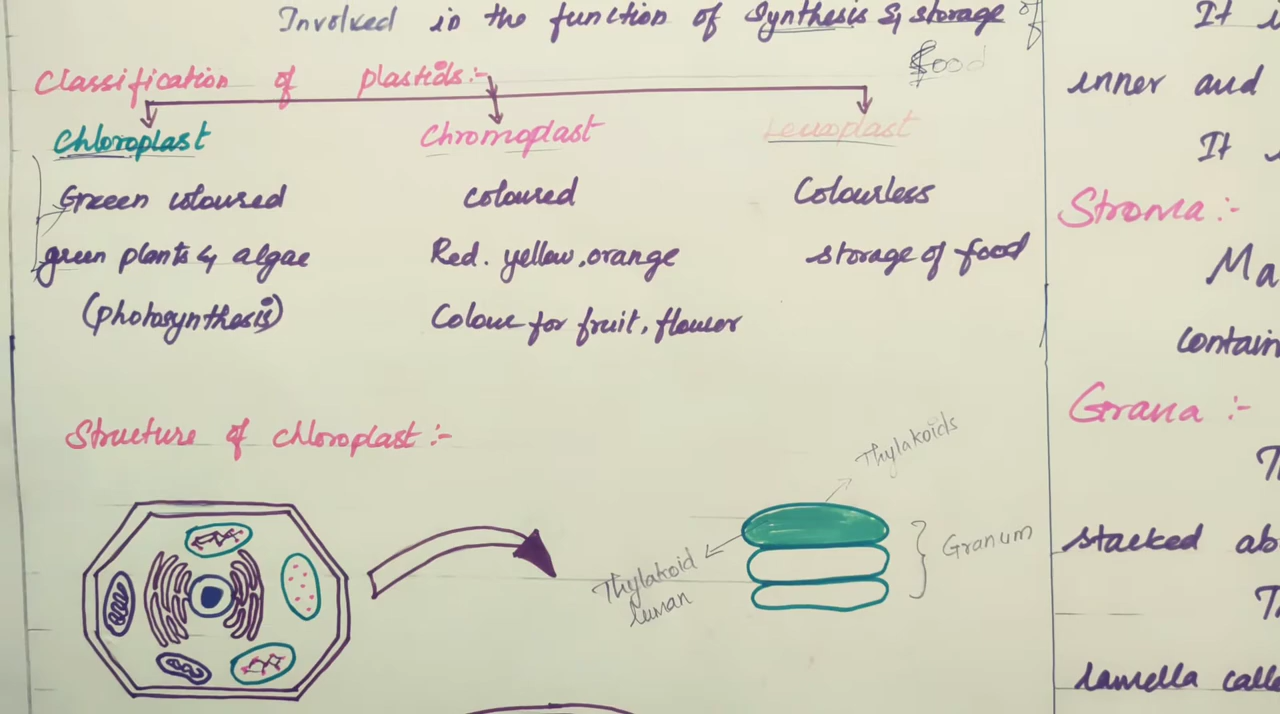 Involved in the function of synthesis & storage of
food
Classification of plastids:-
Chloroplast Chromoplast Leucoplast
Green coloured coloured Colourless
green plants & algae Red. yellow, orange storage of food
(photosynthesis) Colour for fruit, flower
Structure of chloroplast :-
Thylakoids
Granum
Thylakoid
luman
It i
inner and
It
Stroma :-
Ma
contain
Grana :-
T
stacked ab
T
lamella calle